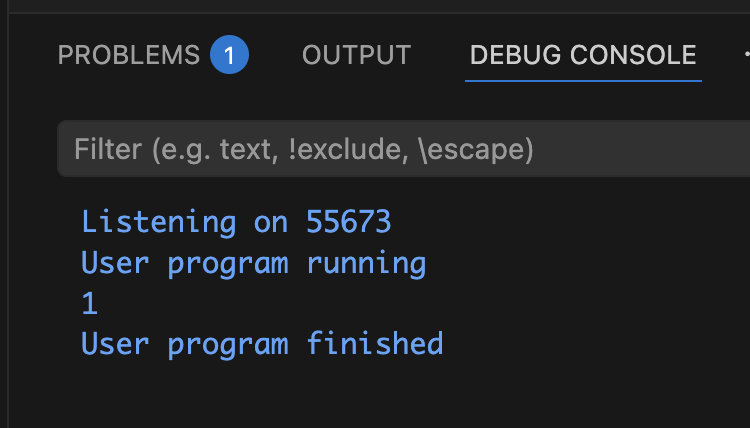 PROBLEMS 1 OUTPUT DEBUG CONSOLE
Filter (e.g. text, !exclude, \escape)
Listening on 55673
User program running
1
User program finished